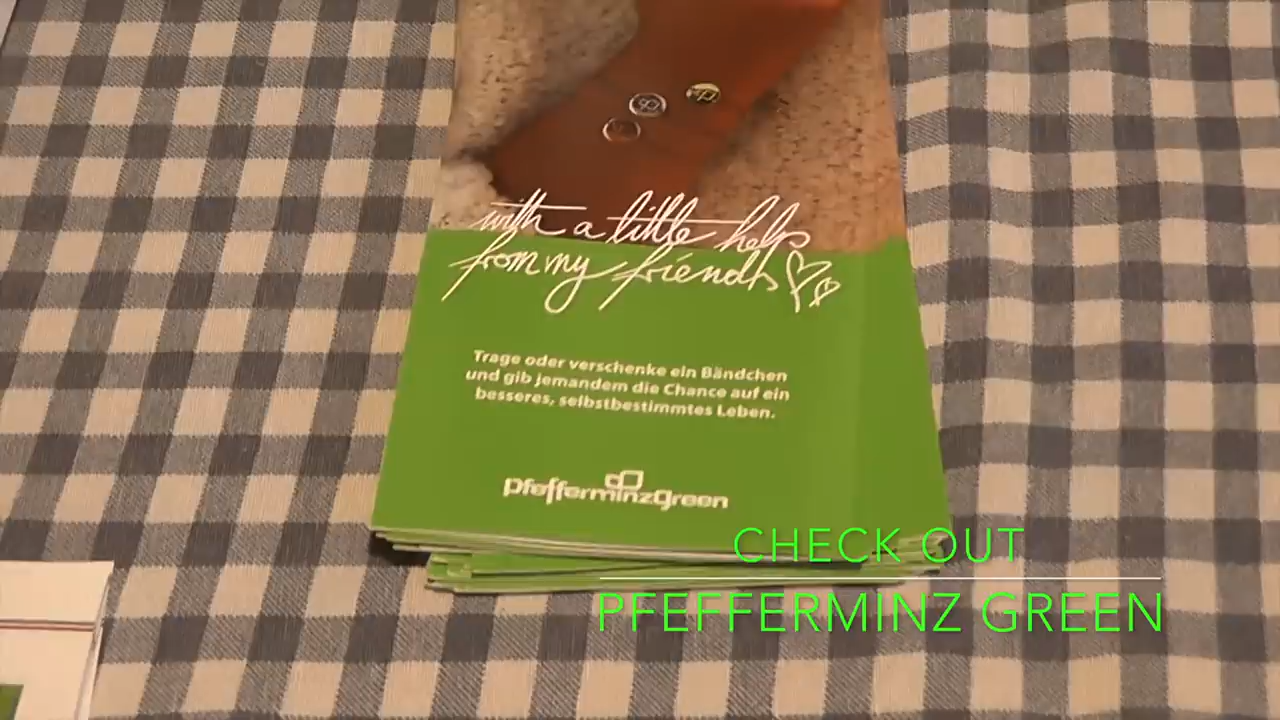 with a little help
from my friends
Trage oder verschenke ein Bändchen
und gib jemandem die Chance auf ein
besseres, selbstbestimmtes Leben.
pfefferminzgreen
CHECK OUT
PFEFFERMINZ GREEN